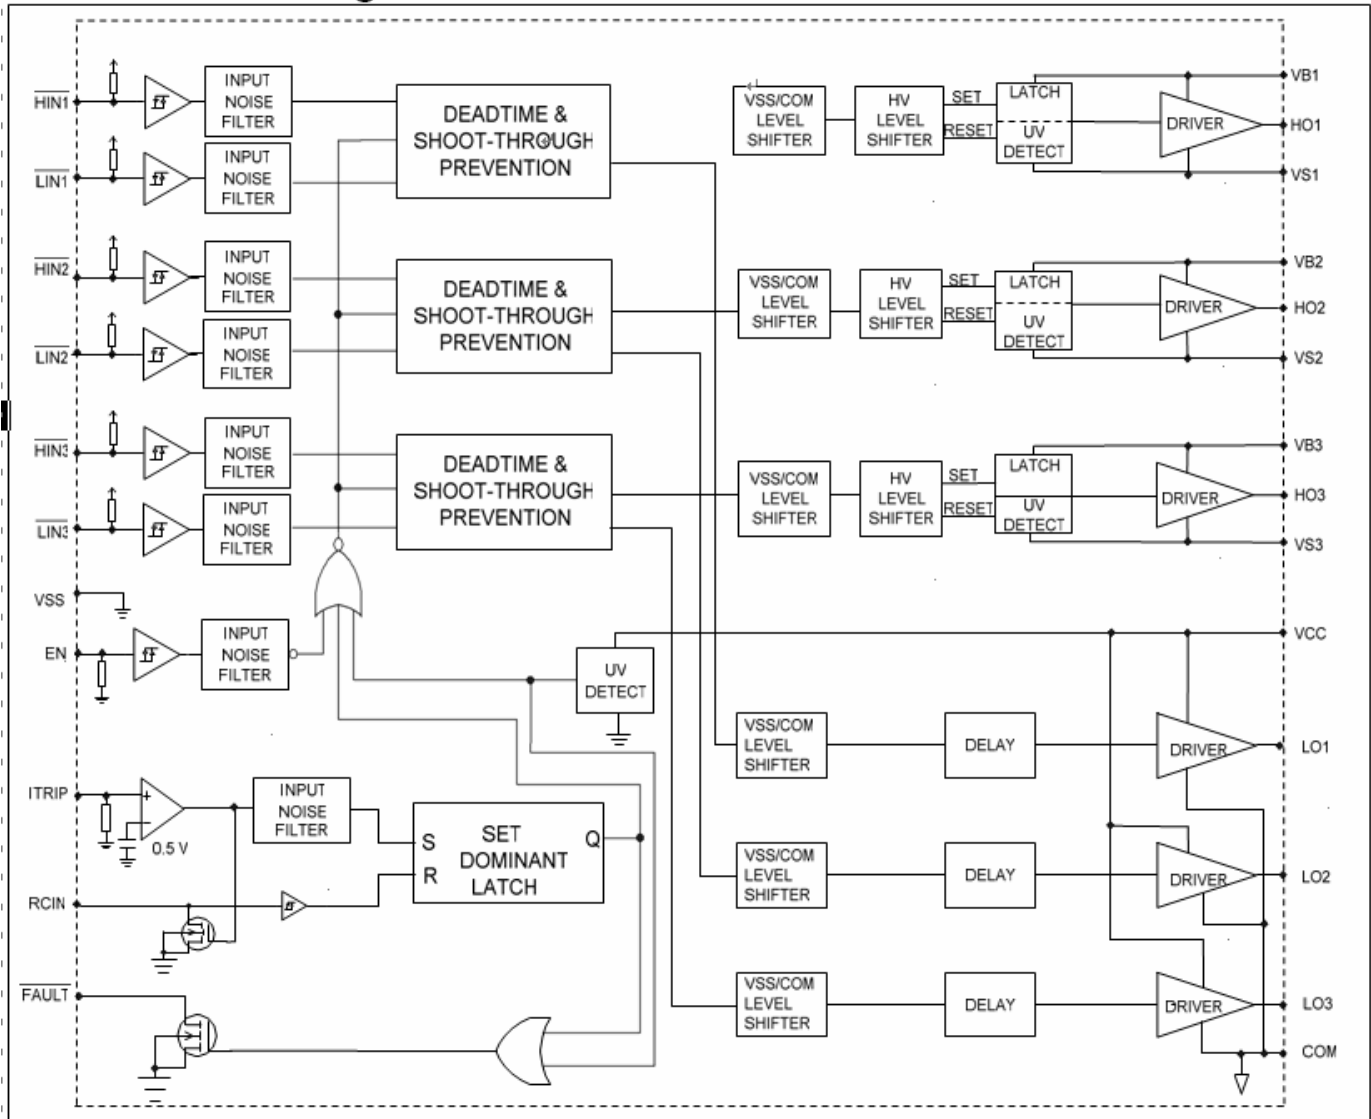 HIN1
INPUT
NOISE
FILTER
LIN1
INPUT
NOISE
FILTER
DEADTIME &
SHOOT-THROUGH
PREVENTION
VSS/COM
LEVEL
SHIFTER
HV
LEVEL
SHIFTER
SET
RESET
LATCH
UV
DETECT
DRIVER
VB1
HO1
VS1
HIN2
INPUT
NOISE
FILTER
LIN2
INPUT
NOISE
FILTER
DEADTIME &
SHOOT-THROUGH
PREVENTION
VSS/COM
LEVEL
SHIFTER
HV
LEVEL
SHIFTER
SET
RESET
LATCH
UV
DETECT
DRIVER
VB2
HO2
VS2
HIN3
INPUT
NOISE
FILTER
LIN3
INPUT
NOISE
FILTER
DEADTIME &
SHOOT-THROUGH
PREVENTION
VSS/COM
LEVEL
SHIFTER
HV
LEVEL
SHIFTER
SET
RESET
LATCH
UV
DETECT
DRIVER
VB3
HO3
VS3
VSS
EN
INPUT
NOISE
FILTER
UV
DETECT
VCC
VSS/COM
LEVEL
SHIFTER
DELAY
DRIVER
LO1
ITRIP
+
−
0.5 V
INPUT
NOISE
FILTER
S
R
SET
DOMINANT
LATCH
Q
VSS/COM
LEVEL
SHIFTER
DELAY
DRIVER
LO2
RCIN
FAULT
VSS/COM
LEVEL
SHIFTER
DELAY
DRIVER
LO3
COM